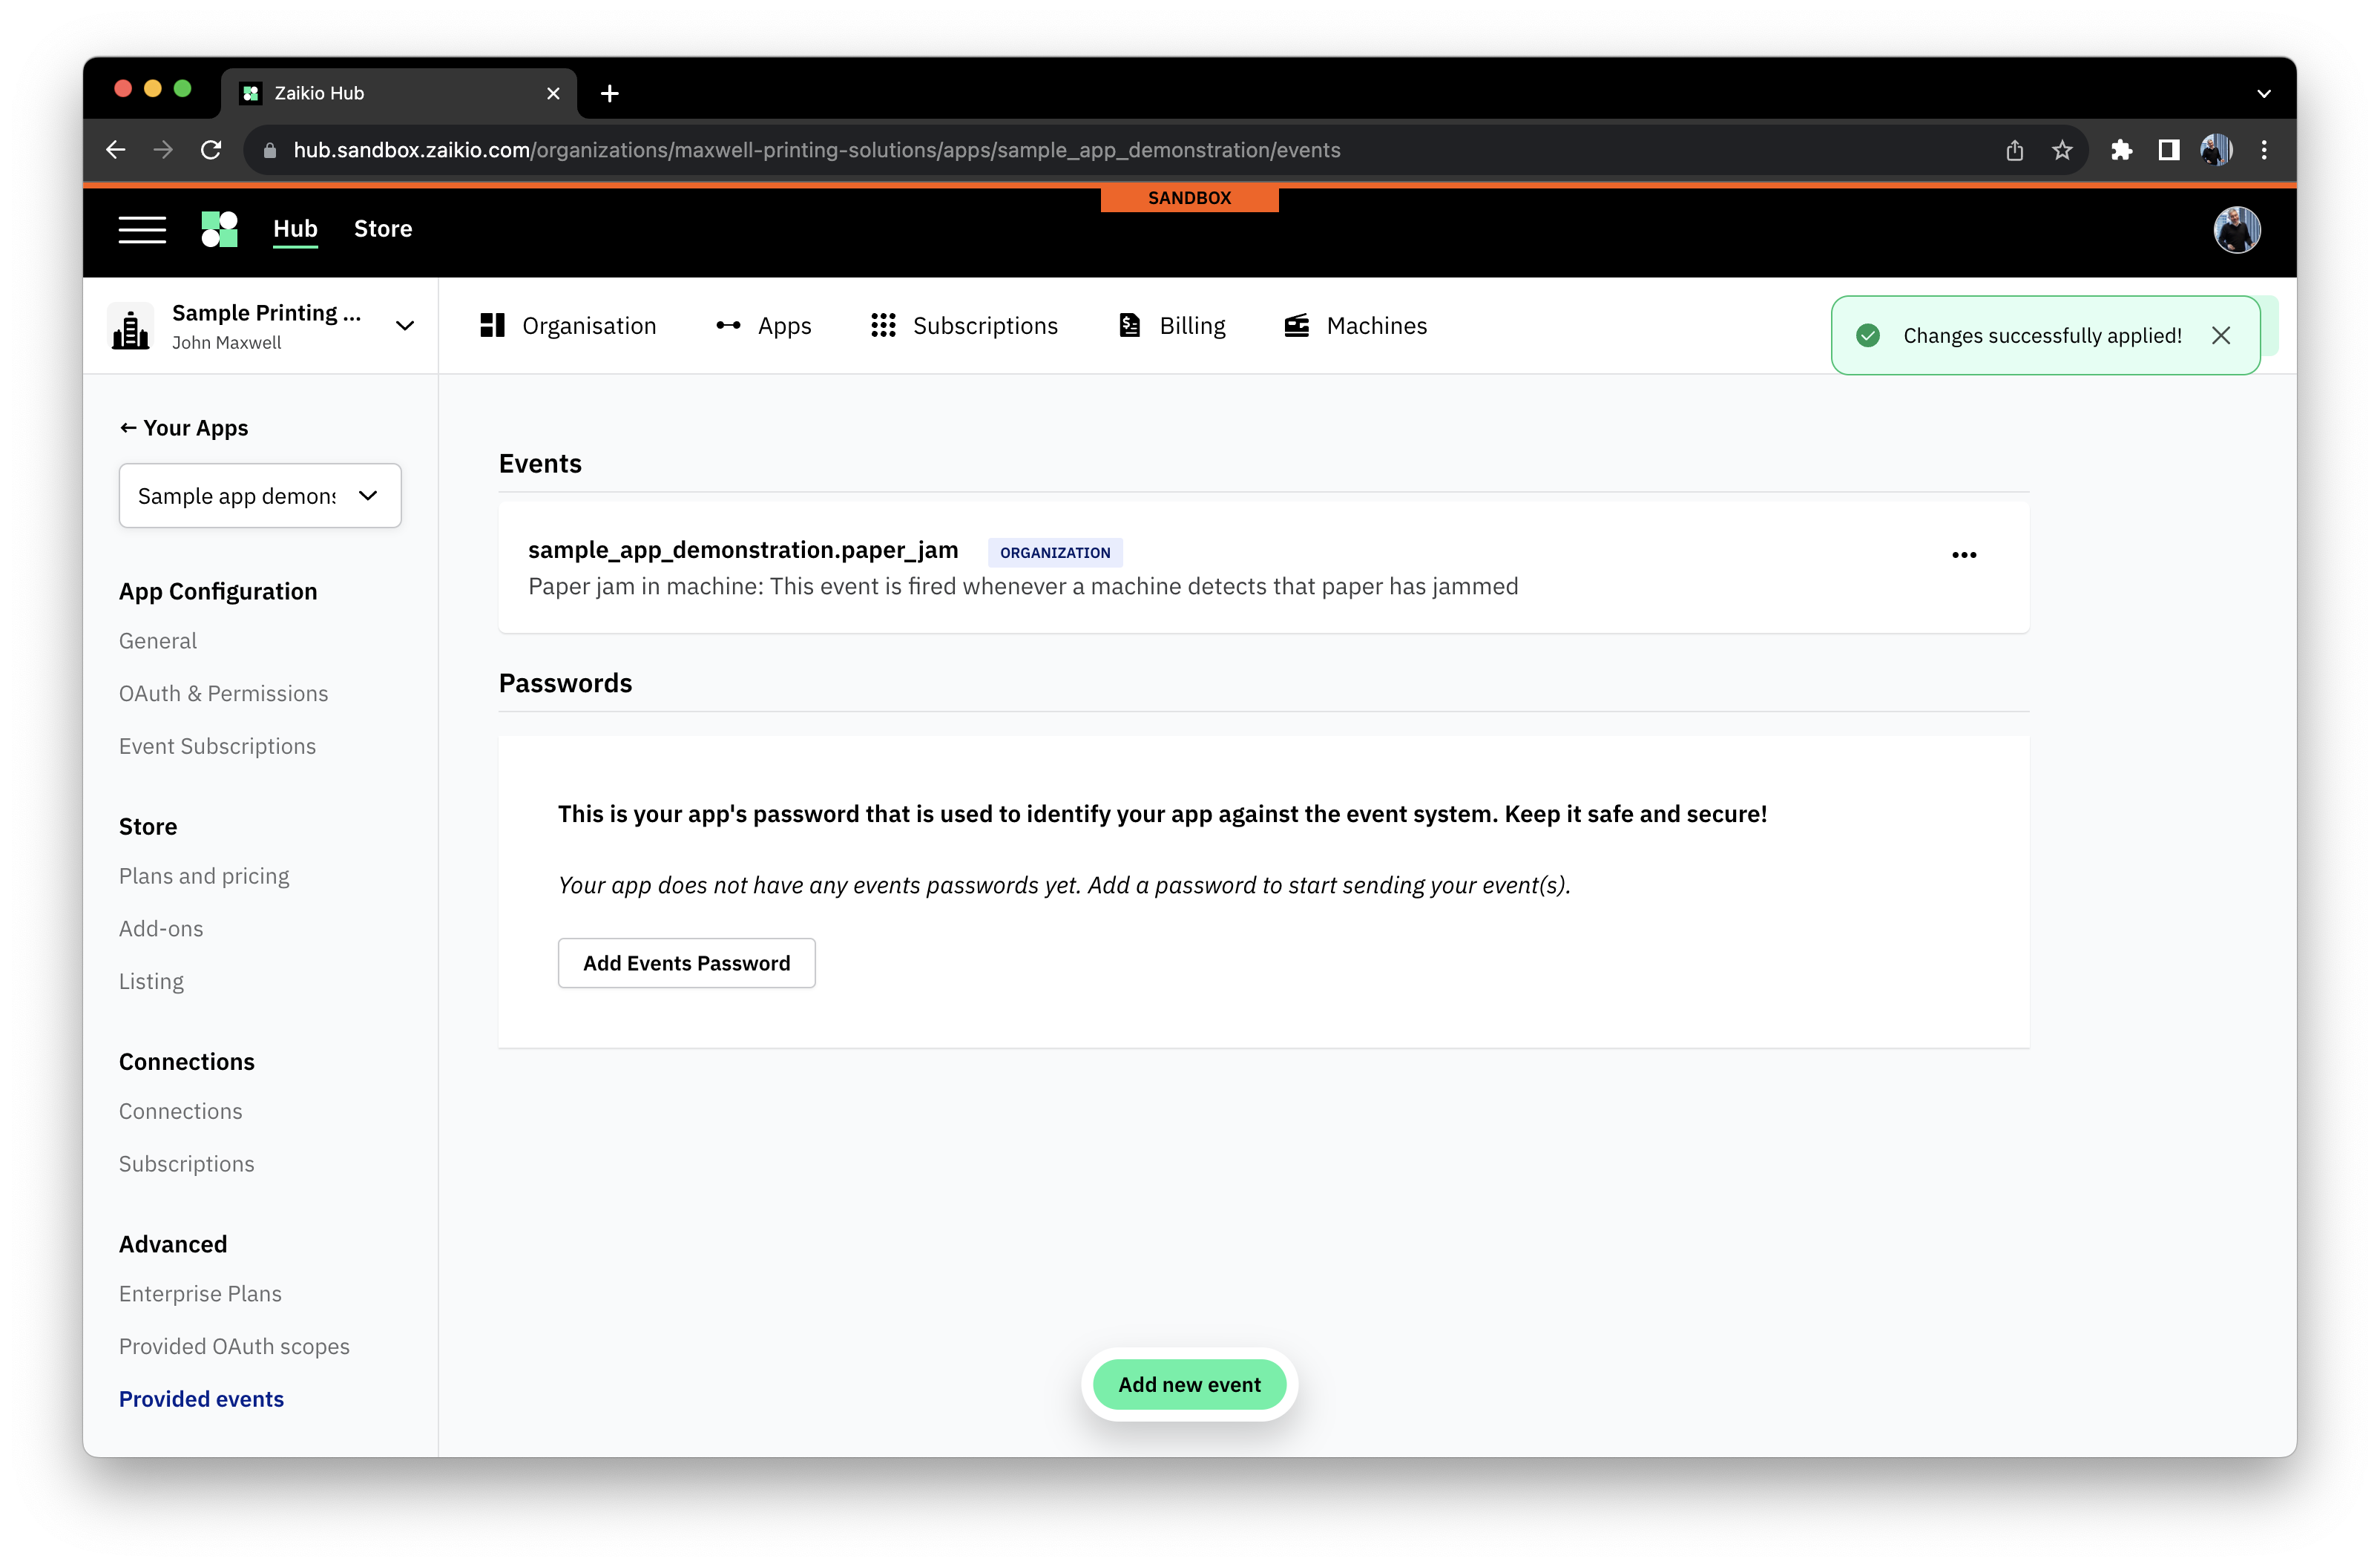 Zaikio Hub
hub.sandbox.zaikio.com/organizations/maxwell-printing-solutions/apps/sample_app_demonstration/events
SANDBOX
Hub
Store
Sample Printing ...
John Maxwell
Organisation
Apps
Subscriptions
Billing
Machines
Changes successfully applied!
← Your Apps
Sample app demons
App Configuration
General
OAuth & Permissions
Event Subscriptions
Store
Plans and pricing
Add-ons
Listing
Connections
Connections
Subscriptions
Advanced
Enterprise Plans
Provided OAuth scopes
Provided events
Events
sample_app_demonstration.paper_jam ORGANIZATION
Paper jam in machine: This event is fired whenever a machine detects that paper has jammed
Passwords
This is your app's password that is used to identify your app against the event system. Keep it safe and secure!
Your app does not have any events passwords yet. Add a password to start sending your event(s).
Add Events Password
Add new event